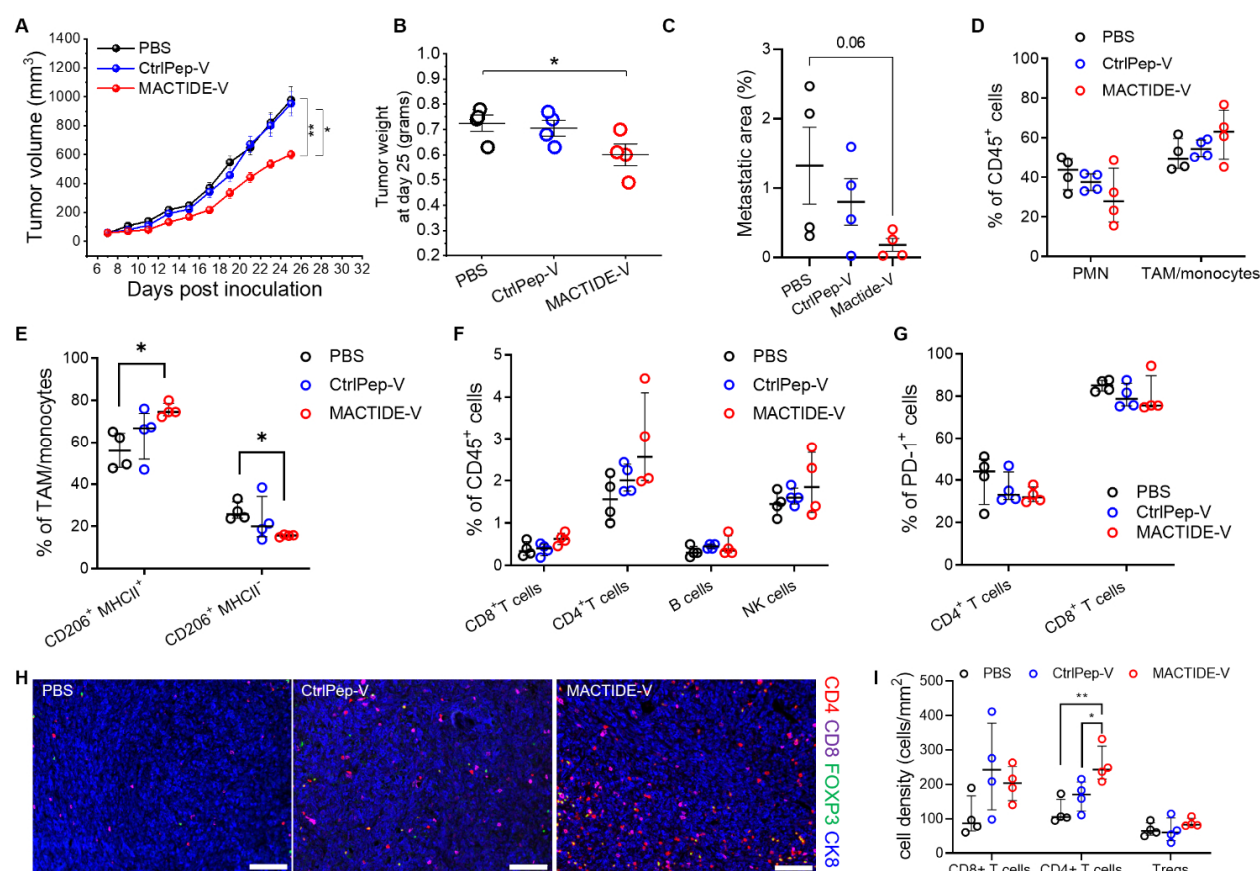 A
Tumor volume (mm³)
1400
1200
1000
800
600
400
200
0
PBS
CtrlPep-V
MACTIDE-V
**
*
6 8 10 12 14 16 18 20 22 24 26 28 30 32
Days post inoculation
B
Tumor weight
at day 25 (grams)
1.0
0.9
0.8
0.7
0.6
0.5
0.4
0.3
0.2
*
PBS
CtrlPep-V
MACTIDE-V
C
Metastatic area (%)
3
2
1
0
0.06
PBS
CtrlPep-V
Mactide-V
D
PBS
CtrlPep-V
MACTIDE-V
% of CD45⁺ cells
100
80
60
40
20
0
PMN
TAM/monocytes
E
% of TAM/monocytes
100
80
60
40
20
0
*
*
PBS
CtrlPep-V
MACTIDE-V
CD206⁺ MHCII⁺
CD206⁺ MHCII⁻
F
% of CD45⁺ cells
5
4
3
2
1
0
PBS
CtrlPep-V
MACTIDE-V
CD8⁺T cells
CD4⁺T cells
B cells
NK cells
G
% of PD-1⁺ cells
100
80
60
40
20
0
PBS
CtrlPep-V
MACTIDE-V
CD4⁺ T cells
CD8⁺ T cells
H
PBS
CtrlPep-V
MACTIDE-V
CD4 CD8 FOXP3 CK8
I
PBS
CtrlPep-V
MACTIDE-V
cell density (cells/mm²)
500
400
300
200
100
0
**
*
CD8+ T cells
CD4+ T cells
Tregs